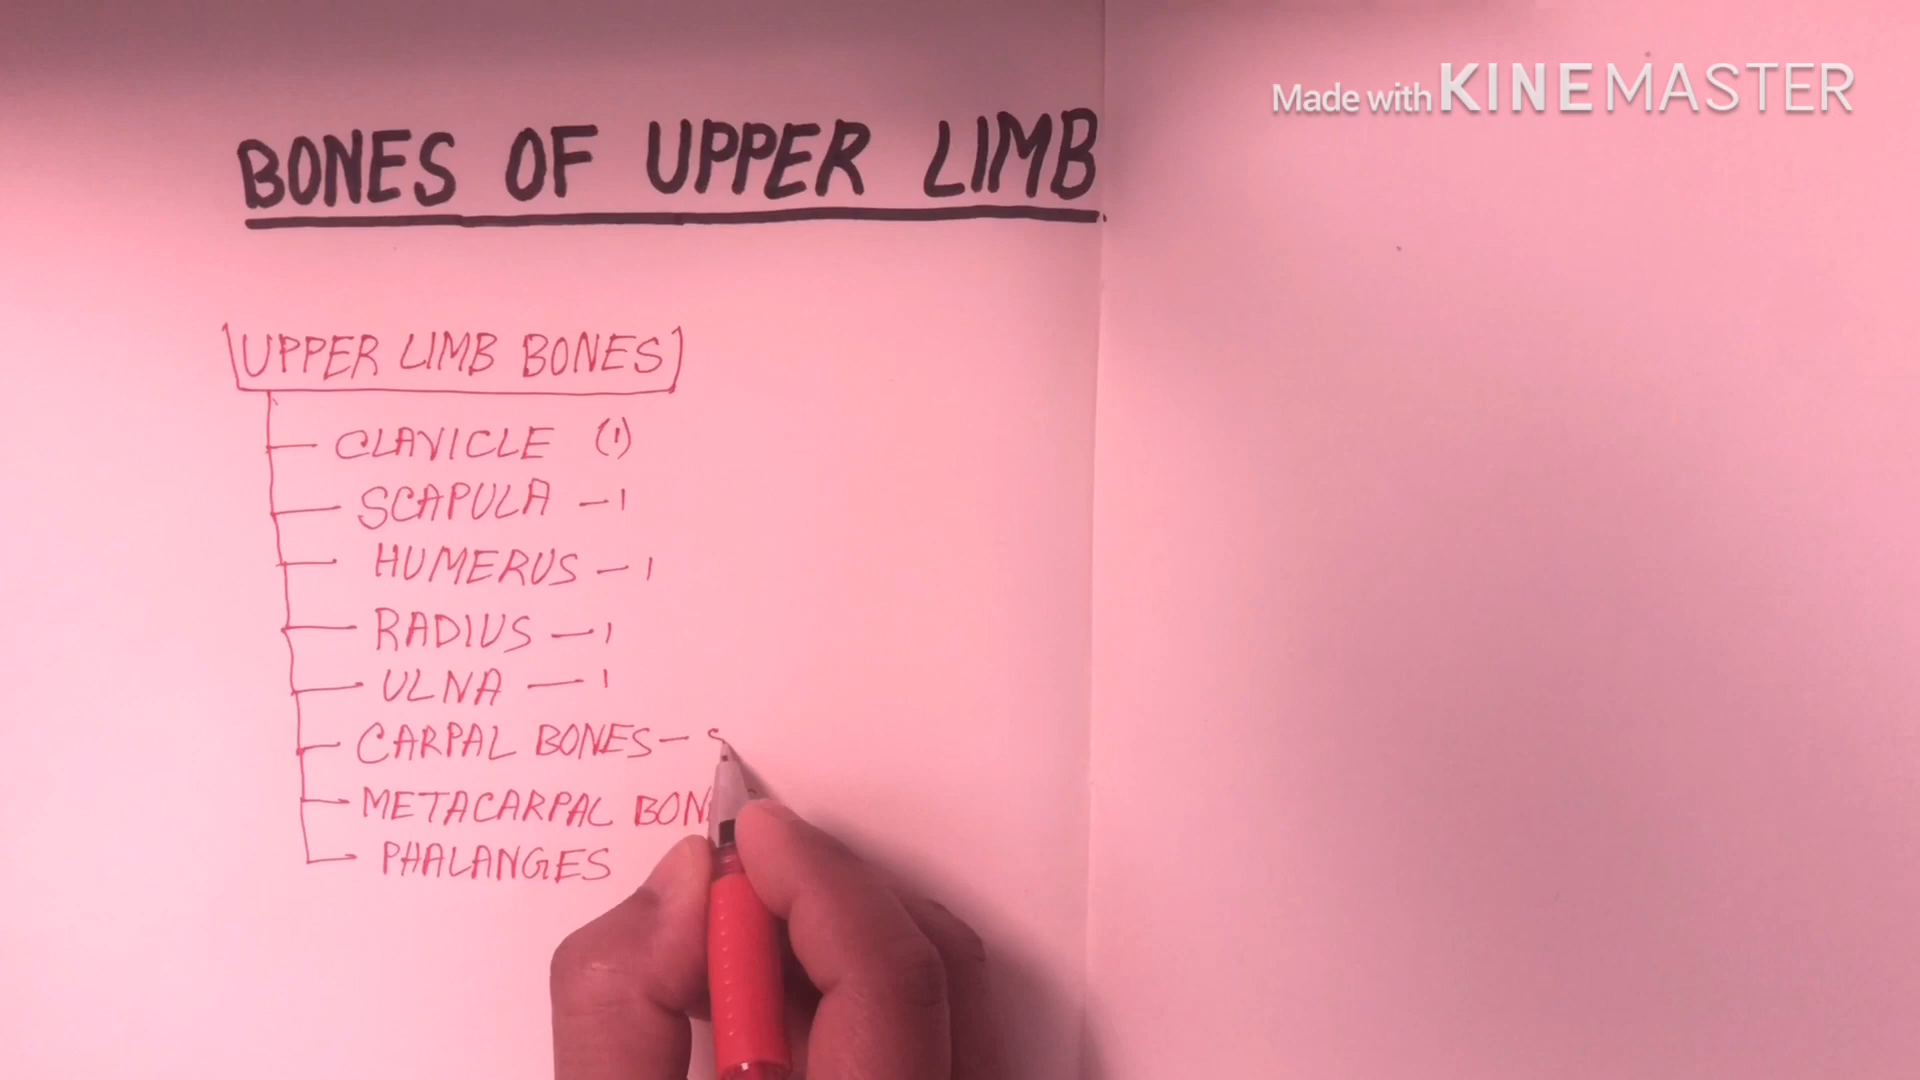 Made with KINEMASTER
BONES OF UPPER LIMB
UPPER LIMB BONES
CLAVICLE (1)
SCAPULA - 1
HUMERUS - 1
RADIUS - 1
ULNA - 1
CARPAL BONES -
METACARPAL
PHALANGES